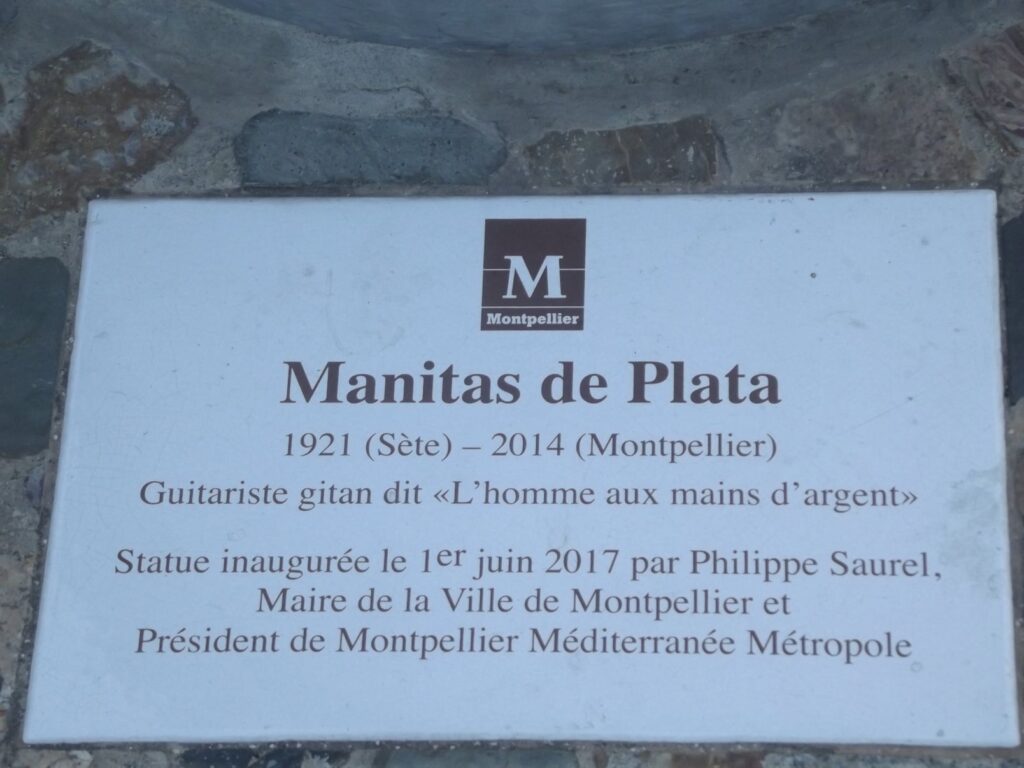 M
Montpellier
Manitas de Plata
1921 (Sète) – 2014 (Montpellier)
Guitariste gitan dit «L'homme aux mains d'argent»
Statue inaugurée le 1er juin 2017 par Philippe Saurel,
Maire de la Ville de Montpellier et
Président de Montpellier Méditerranée Métropole